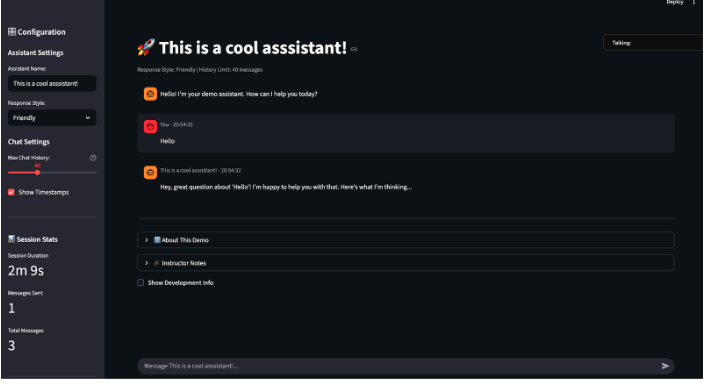 Deploy
Configuration
Assistant Settings
Assistant Name:
This is a cool asssistant!
Response Style:
Friendly
Chat Settings
Max Chat History:
40
Show Timestamps
Session Stats
Session Duration
2m 9s
Messages Sent
1
Total Messages
3
🚀 This is a cool asssistant!
Talking:
Response Style: Friendly | History Limit: 40 messages
Hello! I'm your demo assistant. How can I help you today?
You - 20:54:32
Hello
This is a cool asssistant! - 20:54:32
Hey, great question about 'Hello'! I'm happy to help you with that. Here's what I'm thinking...
About This Demo
Instructor Notes
Show Development Info
Message This is a cool asssistant!...